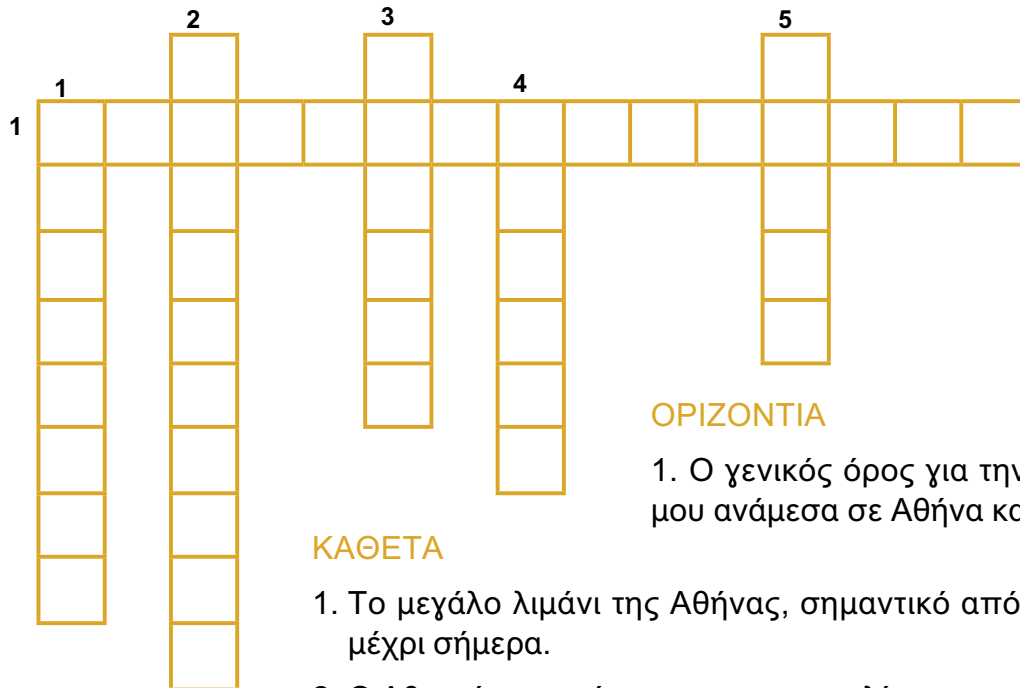 2 3 5
1 4
1
ΟΡΙΖΟΝΤΙΑ
1. Ο γενικός όρος για την
μου ανάμεσα σε Αθήνα κα
ΚΑΘΕΤΑ
1. Το μεγάλο λιμάνι της Αθήνας, σημαντικό από
μέχρι σήμερα.